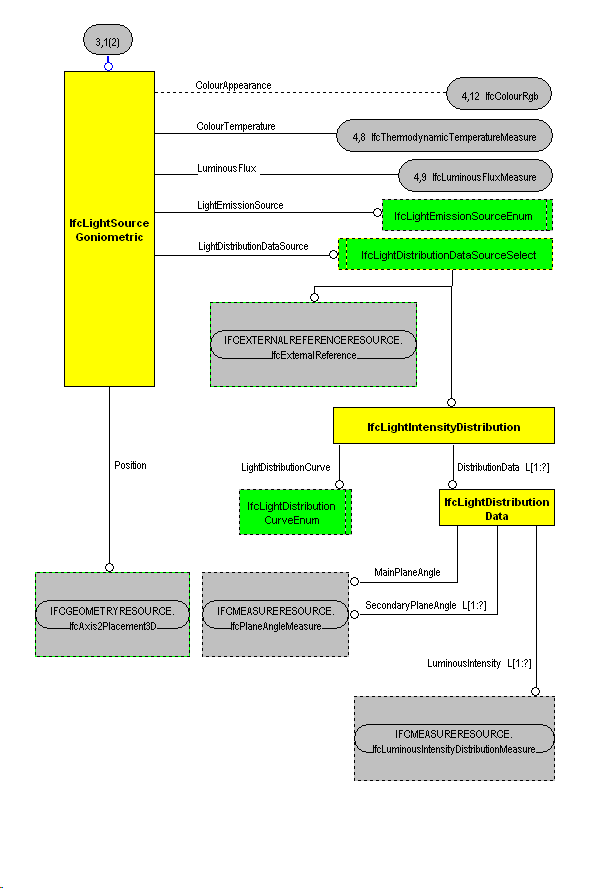 3,1(2)
ColourAppearance
4,12 IfcColourRgb
ColourTemperature
4,8 IfcThermodynamicTemperatureMeasure
LuminousFlux
4,9 IfcLuminousFluxMeasure
LightEmissionSource
IfcLightEmissionSourceEnum
IfcLightSource
Goniometric
LightDistributionDataSource
IfcLightDistributionDataSourceSelect
IFCEXTERNALREFERENCERESOURCE.
IfcExternalReference
IfcLightIntensityDistribution
Position
LightDistributionCurve
DistributionData L[1:?]
IfcLightDistribution
CurveEnum
IfcLightDistribution
Data
MainPlaneAngle
SecondaryPlaneAngle L[1:?]
IFCGEOMETRYRESOURCE.
IfcAxis2Placement3D
IFCMEASURERESOURCE.
IfcPlaneAngleMeasure
LuminousIntensity L[1:?]
IFCMEASURERESOURCE.
IfcLuminousIntensityDistributionMeasure